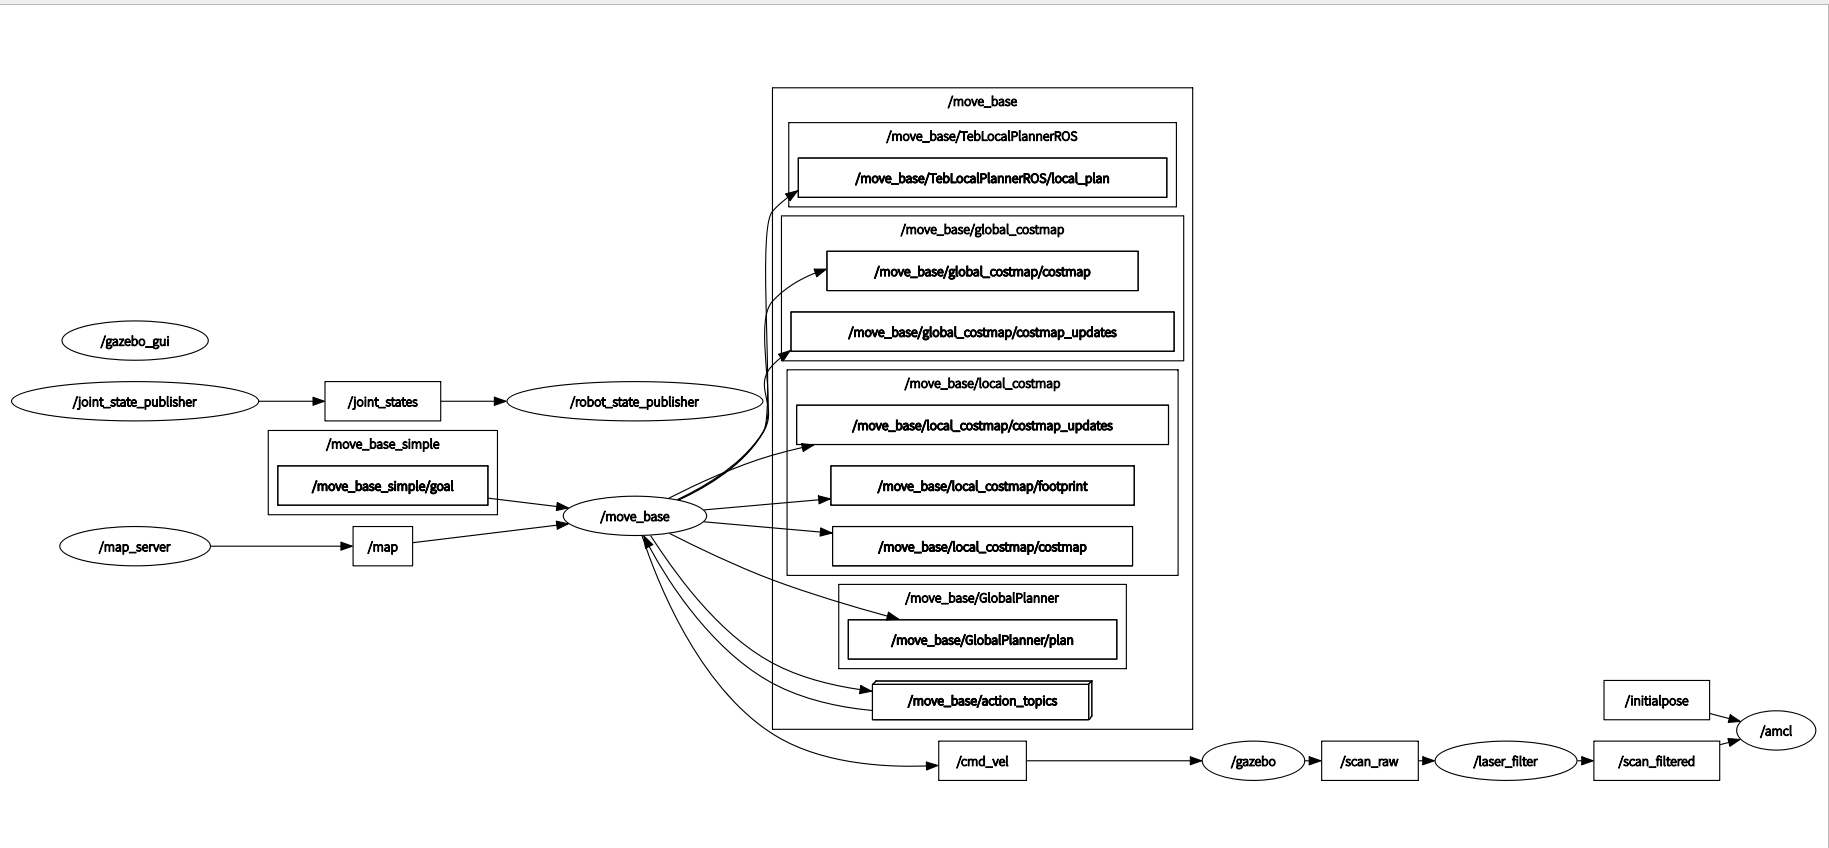 /move_base
/move_base/TebLocalPlannerROS
/move_base/TebLocalPlannerROS/local_plan
/move_base/global_costmap
/move_base/global_costmap/costmap
/move_base/global_costmap/costmap_updates
/gazebo_gui
/joint_state_publisher
/joint_states
/robot_state_publisher
/move_base/local_costmap
/move_base/local_costmap/costmap_updates
/move_base_simple
/move_base_simple/goal
/move_base/local_costmap/footprint
/move_base
/map_server
/map
/move_base/local_costmap/costmap
/move_base/GlobalPlanner
/move_base/GlobalPlanner/plan
/move_base/action_topics
/initialpose
/amcl
/cmd_vel
/gazebo
/scan_raw
/laser_filter
/scan_filtered